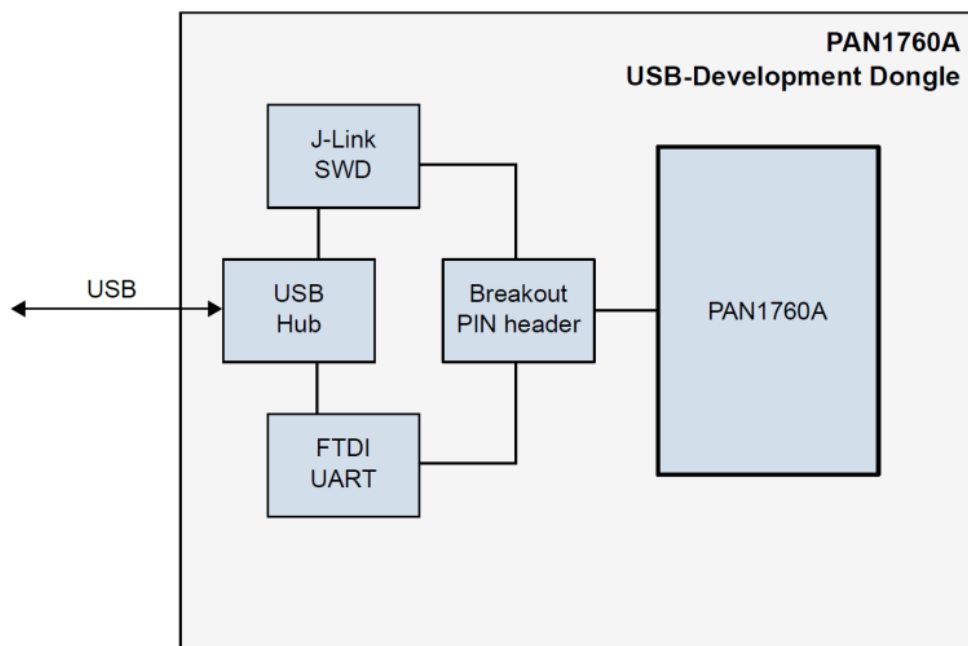 PAN1760A
USB-Development Dongle
J-Link
SWD
USB
USB
Hub
Breakout
PIN header
PAN1760A
FTDI
UART